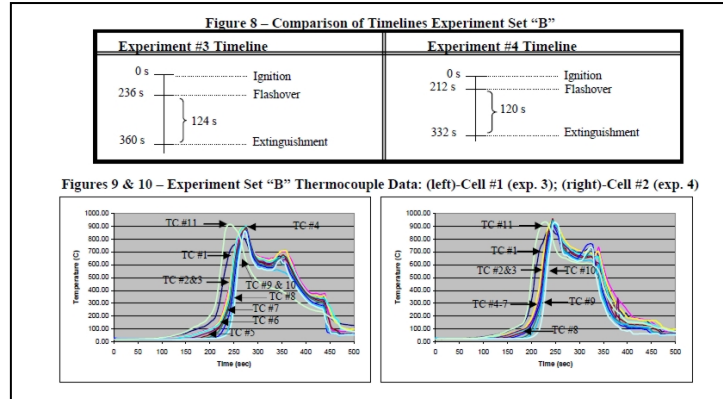 Figure 8 – Comparison of Timelines Experiment Set “B”
Experiment #3 Timeline
0 s Ignition
236 s Flashover
124 s
360 s Extinguishment
Experiment #4 Timeline
0 s Ignition
212 s Flashover
120 s
332 s Extinguishment
Figures 9 & 10 – Experiment Set “B” Thermocouple Data: (left)-Cell #1 (exp. 3); (right)-Cell #2 (exp. 4)
Temperature (C)
1000.00
900.00
800.00
700.00
600.00
500.00
400.00
300.00
200.00
100.00
0.00
TC #11
TC #4
TC #1
TC #2&3
TC #9 & 10
TC #8
TC #7
TC #6
TC #5
0 50 100 150 200 250 300 350 400 450 500
Time (sec)
Temperature (C)
1000.00
900.00
800.00
700.00
600.00
500.00
400.00
300.00
200.00
100.00
0.00
TC #11
TC #1
TC #2&3
TC #10
TC #4-7
TC #9
TC #8
0 50 100 150 200 250 300 350 400 450 500
Time (sec)